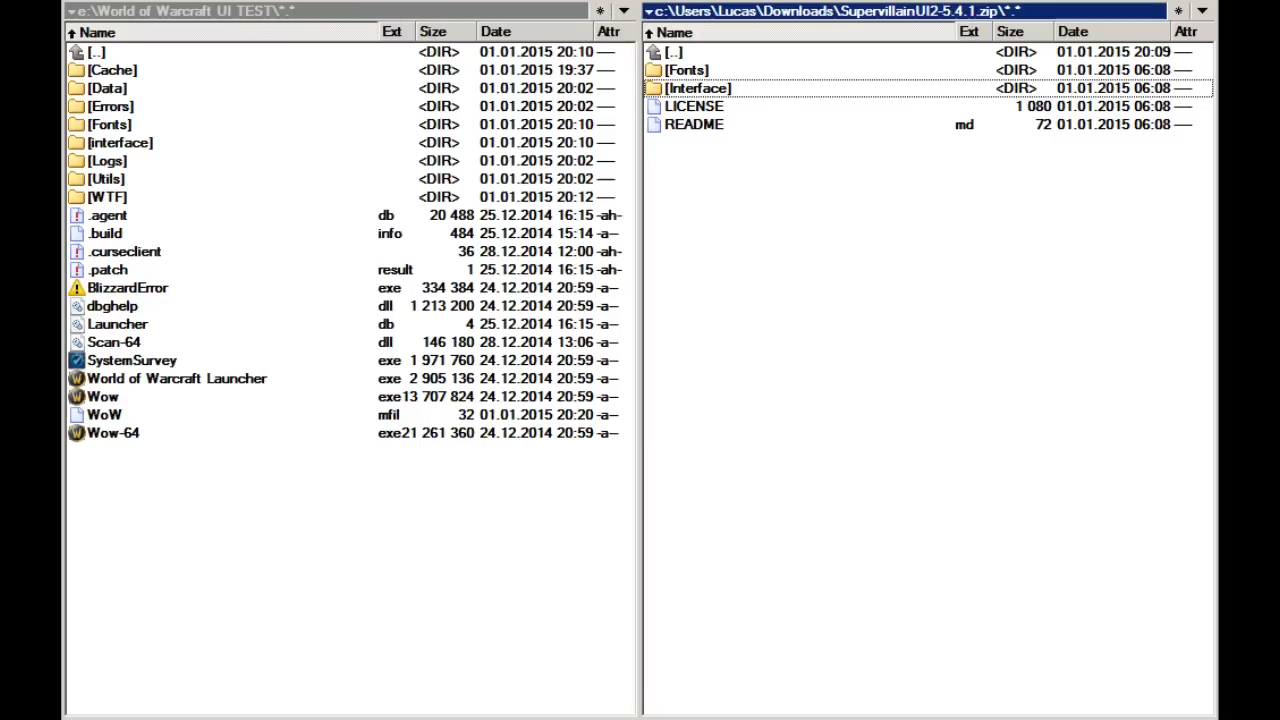 e:\World of Warcraft UI TEST\*.* * 
Name Ext Size Date Attr
[..] <DIR> 01.01.2015 20:10 ----
[Cache] <DIR> 01.01.2015 19:37 ----
[Data] <DIR> 01.01.2015 20:02 ----
[Errors] <DIR> 01.01.2015 20:02 ----
[Fonts] <DIR> 01.01.2015 20:10 ----
[interface] <DIR> 01.01.2015 20:10 ----
[Logs] <DIR> 01.01.2015 20:02 ----
[Utils] <DIR> 01.01.2015 20:02 ----
[WTF] <DIR> 01.01.2015 20:12 ----
.agent db 20 488 25.12.2014 16:15 -ah-
.build info 484 25.12.2014 15:14 -a--
.curseclient 36 28.12.2014 12:00 -ah-
.patch result 1 25.12.2014 16:15 -ah-
BlizzardError exe 334 384 24.12.2014 20:59 -a--
dbghelp dll 1 213 200 24.12.2014 20:59 -a--
Launcher db 4 25.12.2014 16:15 -a--
Scan-64 dll 146 180 28.12.2014 13:06 -a--
SystemSurvey exe 1 971 760 24.12.2014 20:59 -a--
World of Warcraft Launcher exe 2 905 136 24.12.2014 20:59 -a--
Wow exe 13 707 824 24.12.2014 20:59 -a--
WoW mfil 32 01.01.2015 20:20 -a--
Wow-64 exe 21 261 360 24.12.2014 20:59 -a--
c:\Users\Lucas\Downloads\SupervillainUI2-5.4.1.zip\*.* *
Name Ext Size Date Attr
[..] <DIR> 01.01.2015 20:09 ----
[Fonts] <DIR> 01.01.2015 06:08 ----
[Interface] <DIR> 01.01.2015 06:08 ----
LICENSE 1 080 01.01.2015 06:08 ----
README md 72 01.01.2015 06:08 ----